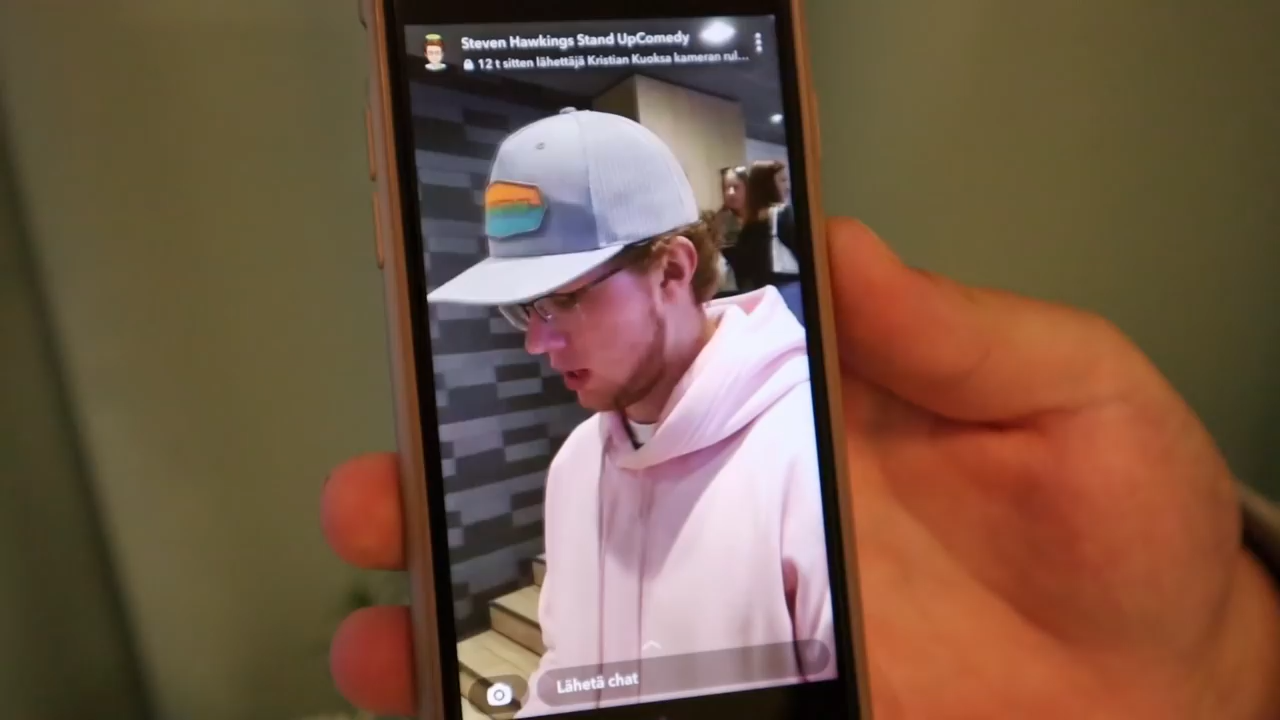 Steven Hawkings Stand UpComedy
12 t sitten lähettäjä Kristian Kuoksa kameran rul...
Lähetä chat